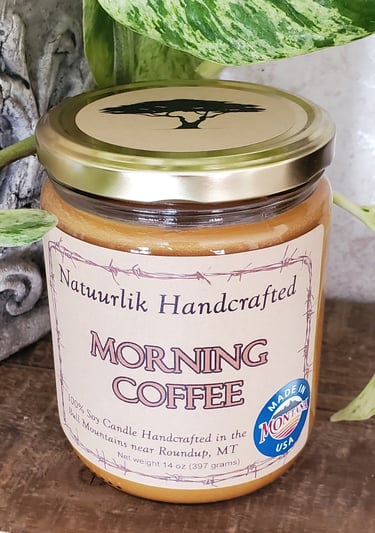 Natuurlik Handcrafted
MORNING
COFFEE
100% Soy Candle Handcrafted in the
Bull Mountains near Roundup, MT
Net weight 14 oz (397 grams)
MADE IN
MONTANA
USA